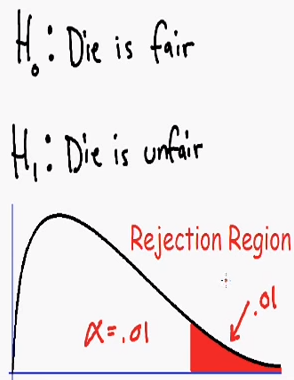 H₀: Die is fair
H₁: Die is unfair
Rejection Region
.01
α=.01